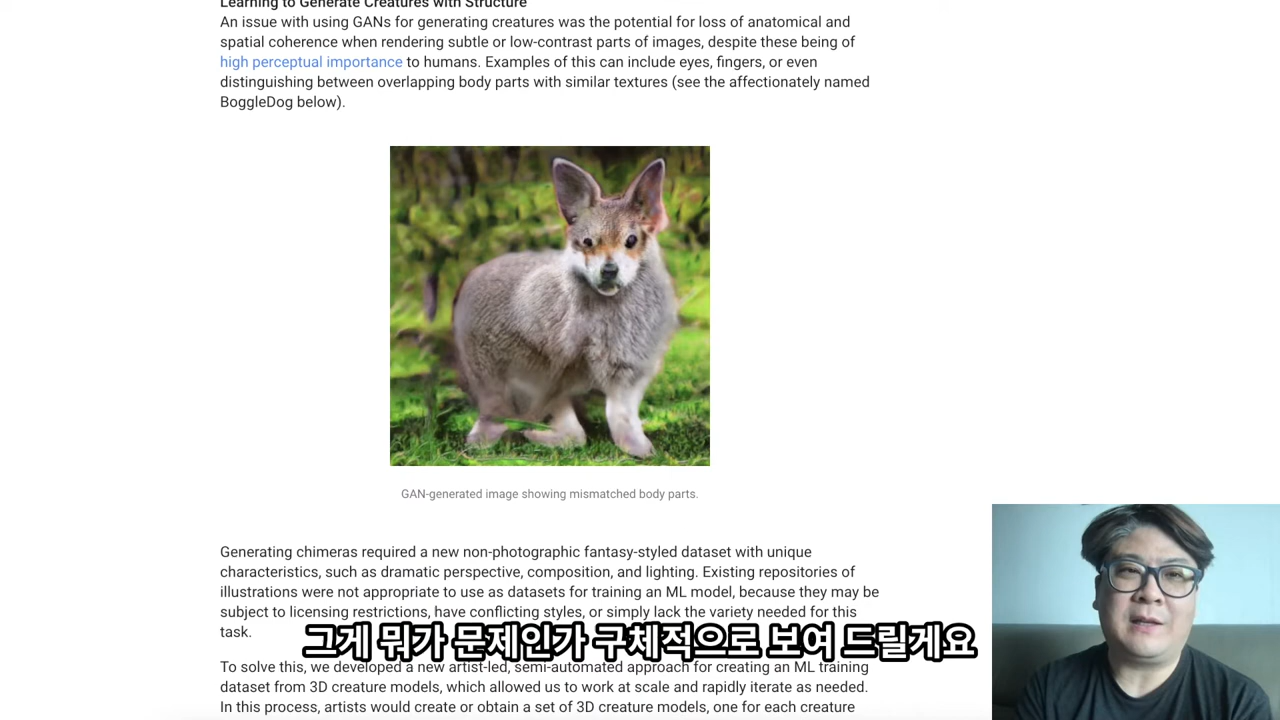 Learning to Generate Creatures with Structure
An issue with using GANs for generating creatures was the potential for loss of anatomical and
spatial coherence when rendering subtle or low-contrast parts of images, despite these being of
high perceptual importance to humans. Examples of this can include eyes, fingers, or even
distinguishing between overlapping body parts with similar textures (see the affectionately named
BoggleDog below).
GAN-generated image showing mismatched body parts.
Generating chimeras required a new non-photographic fantasy-styled dataset with unique
characteristics, such as dramatic perspective, composition, and lighting. Existing repositories of
illustrations were not appropriate to use as datasets for training an ML model, because they may be
subject to licensing restrictions, have conflicting styles, or simply lack the variety needed for this
task.
그게 뭐가 문제인가 구체적으로 보여 드릴게요
To solve this, we developed a new artist-led, semi-automated approach for creating an ML training
dataset from 3D creature models, which allowed us to work at scale and rapidly iterate as needed.
In this process, artists would create or obtain a set of 3D creature models, one for each creature